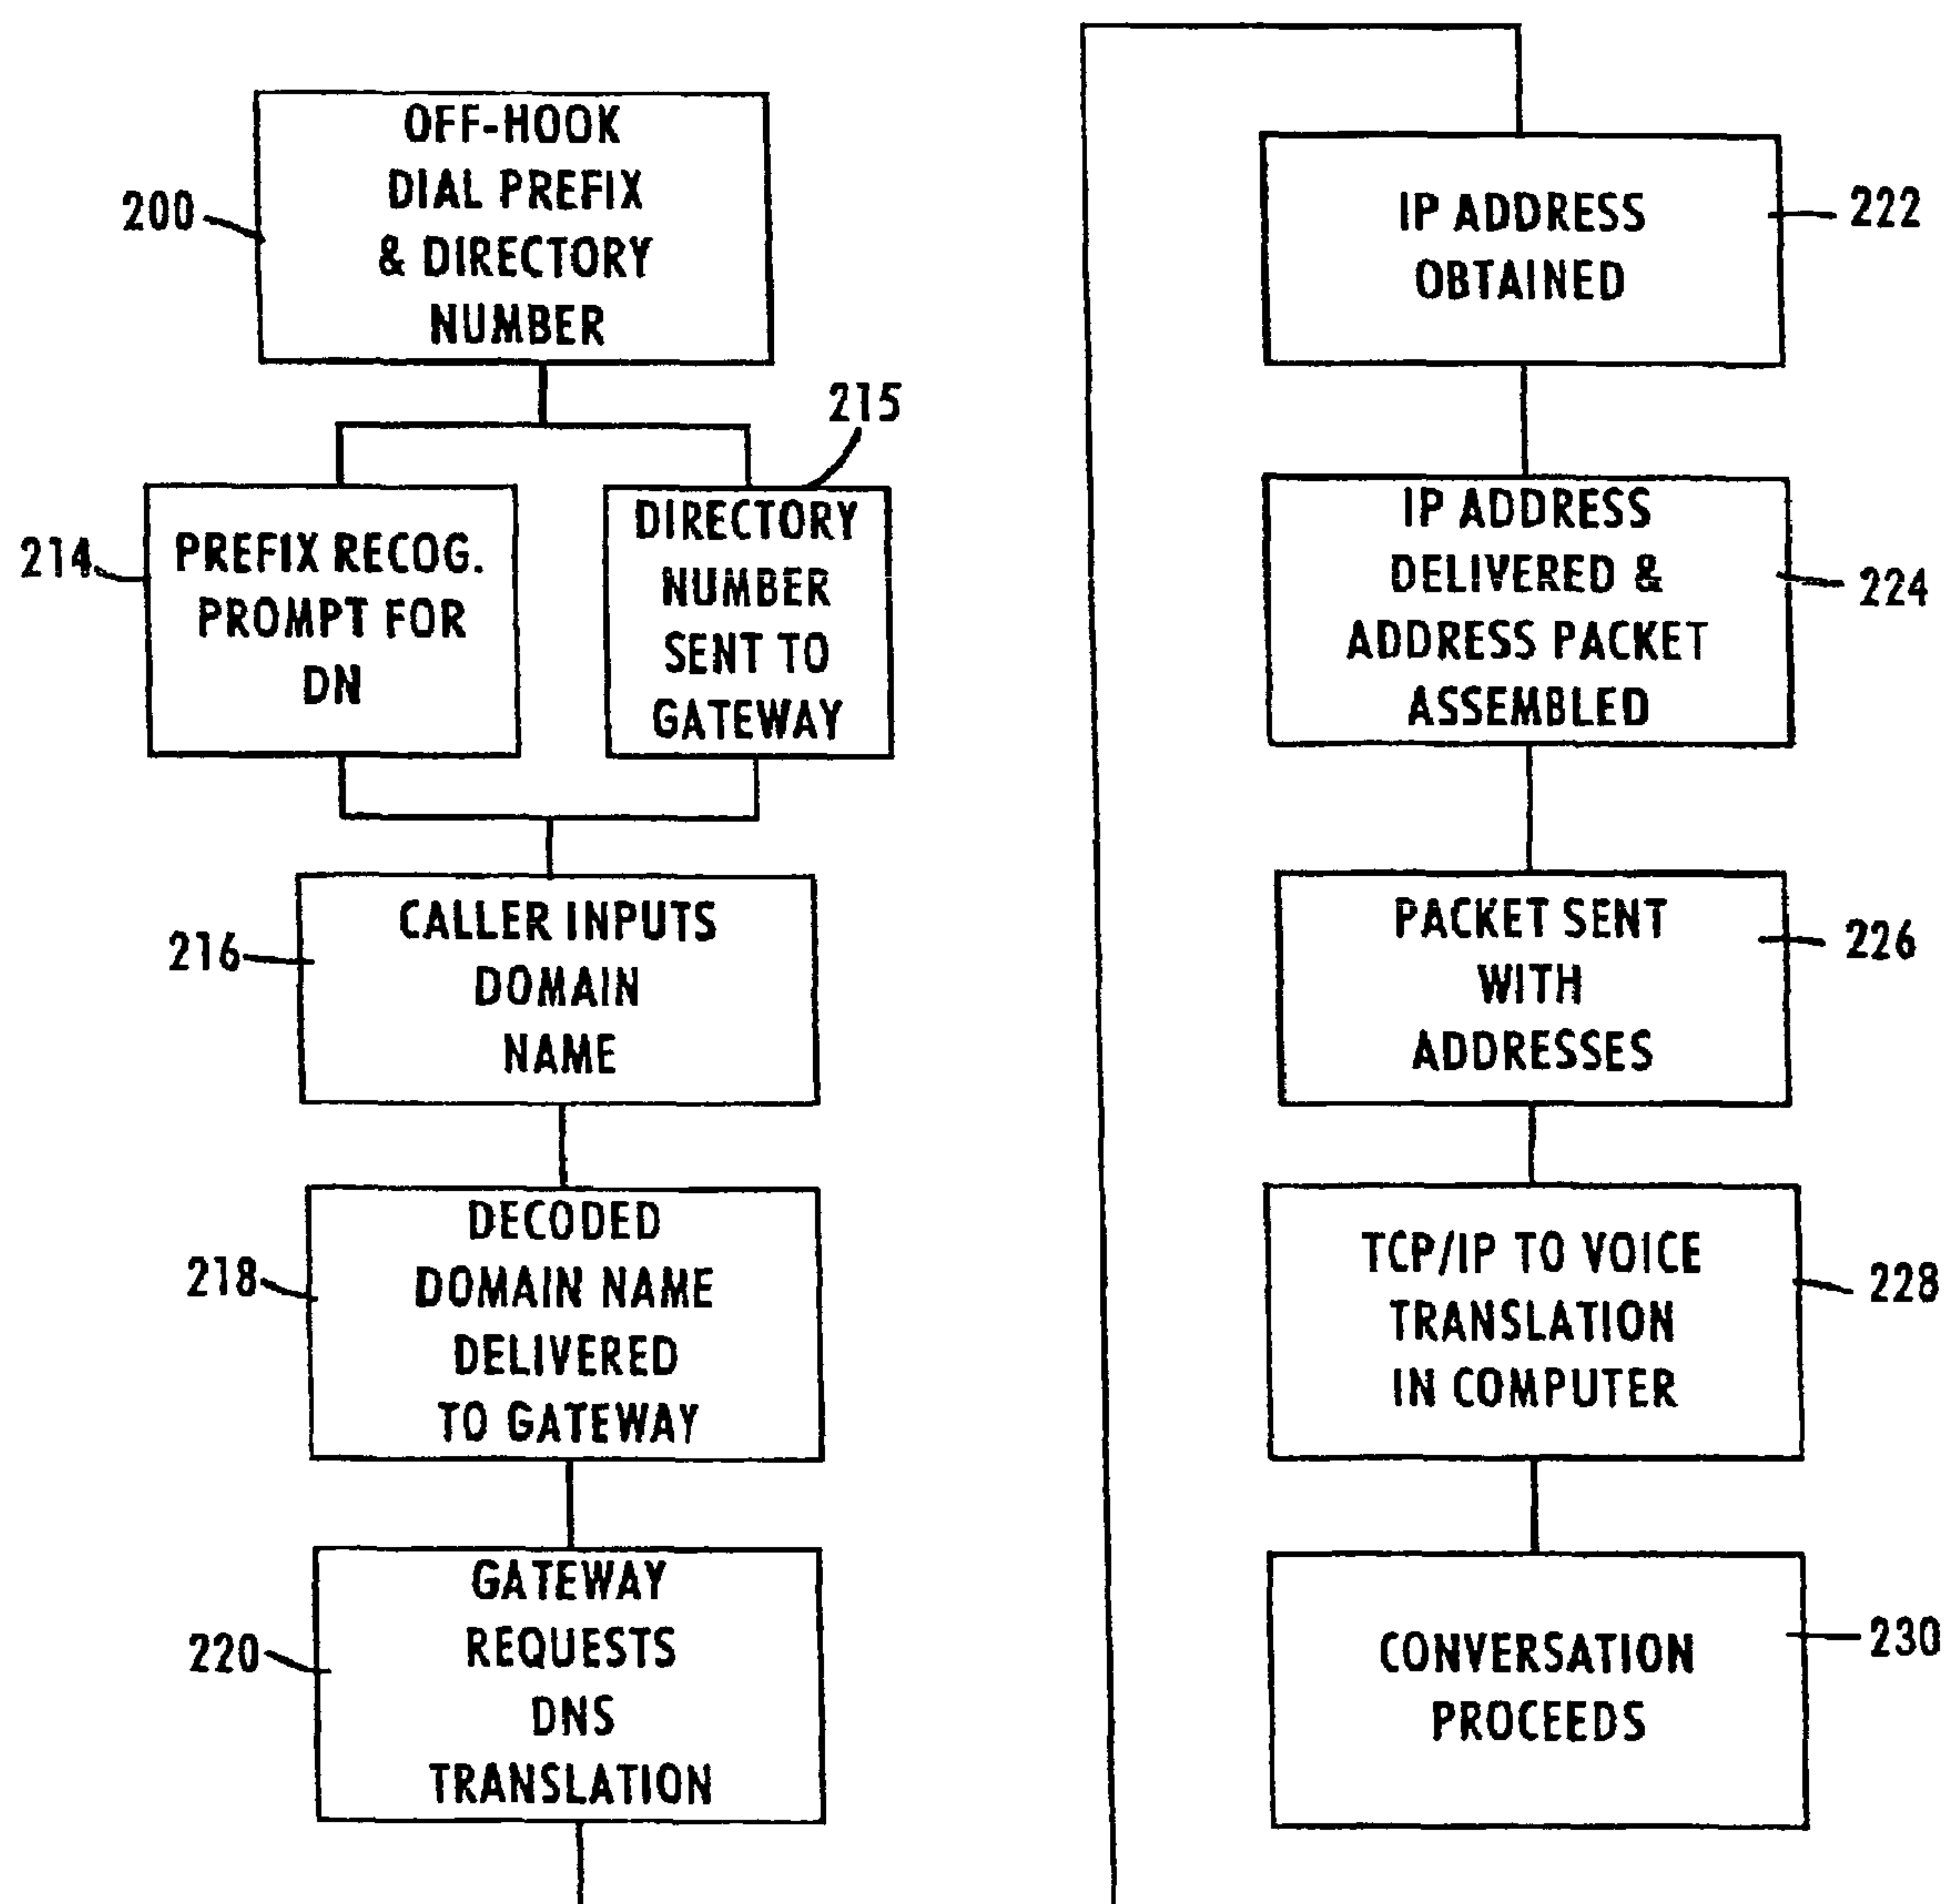 OFF-HOOK
DIAL PREFIX
& DIRECTORY
NUMBER
200
215
214
PREFIX RECOG.
PROMPT FOR
DN
DIRECTORY
NUMBER
SENT TO
GATEWAY
216
CALLER INPUTS
DOMAIN
NAME
218
DECODED
DOMAIN NAME
DELIVERED
TO GATEWAY
220
GATEWAY
REQUESTS
DNS
TRANSLATION
IP ADDRESS
OBTAINED
222
IP ADDRESS
DELIVERED &
ADDRESS PACKET
ASSEMBLED
224
PACKET SENT
WITH
ADDRESSES
226
TCP/IP TO VOICE
TRANSLATION
IN COMPUTER
228
CONVERSATION
PROCEEDS
230